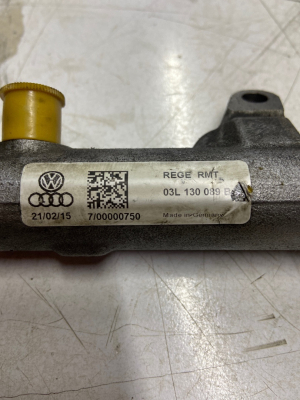 REGE RMT
03L 130 089 B
21/02/15 7/00000750 Made in Germany